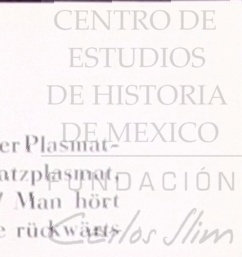 CENTRO DE
ESTUDIOS
DE HISTORIA
DE MEXICO
er Plasmat-
atzplasmat,
FUNDACIÓN
Man hört
e rückwärts
Carlos Slim